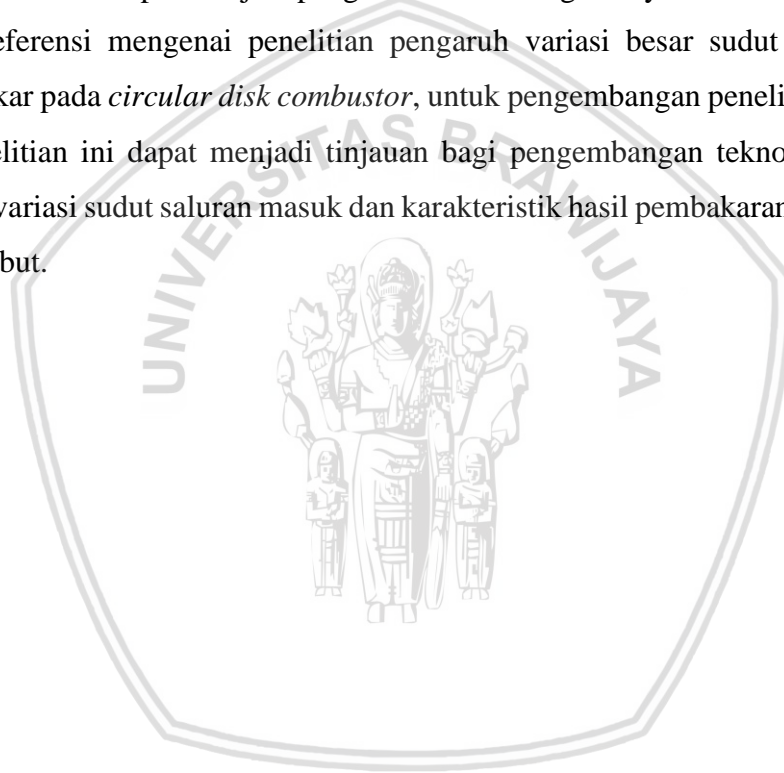 eferensi mengenai penelitian pengaruh variasi besar sudut
kar pada circular disk combustor, untuk pengembangan peneli
elitian ini dapat menjadi tinjauan bagi pengembangan tekno
variasi sudut saluran masuk dan karakteristik hasil pembakaran
but.
UNIVERSITAS BRAWIJAYA